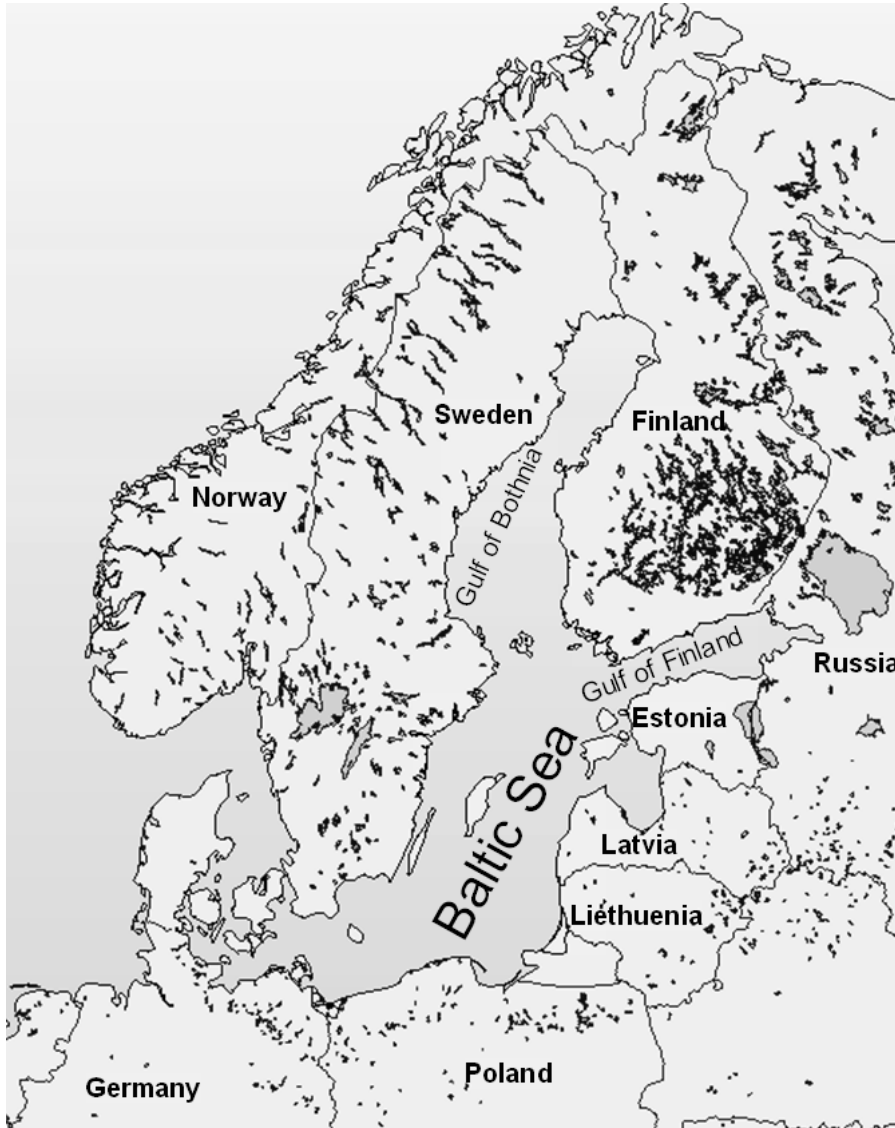 Sweden
Finland
Norway
Gulf of Bothnia
Gulf of Finland
Russia
Estonia
Baltic Sea
Latvia
Liethuenia
Poland
Germany